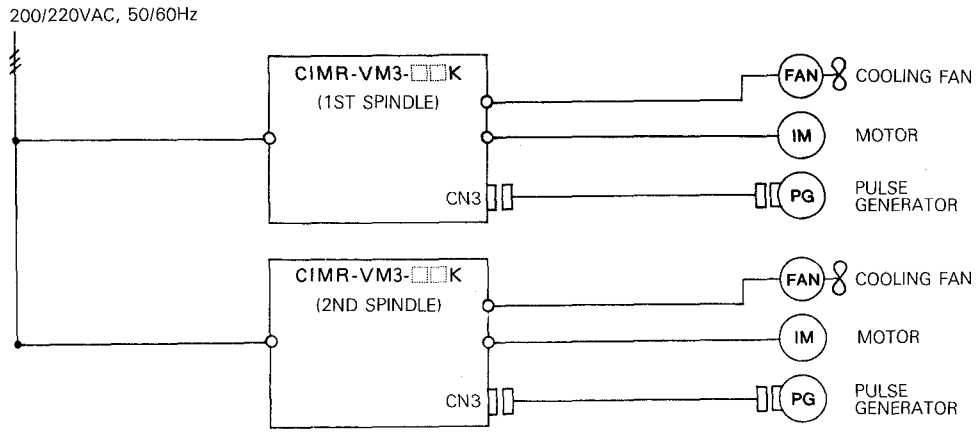 200/220VAC, 50/60Hz
CIMR-VM3-□□K
(1ST SPINDLE)
CN3
FAN
COOLING FAN
IM
MOTOR
PG
PULSE
GENERATOR
CIMR-VM3-□□K
(2ND SPINDLE)
CN3
FAN
COOLING FAN
IM
MOTOR
PG
PULSE
GENERATOR